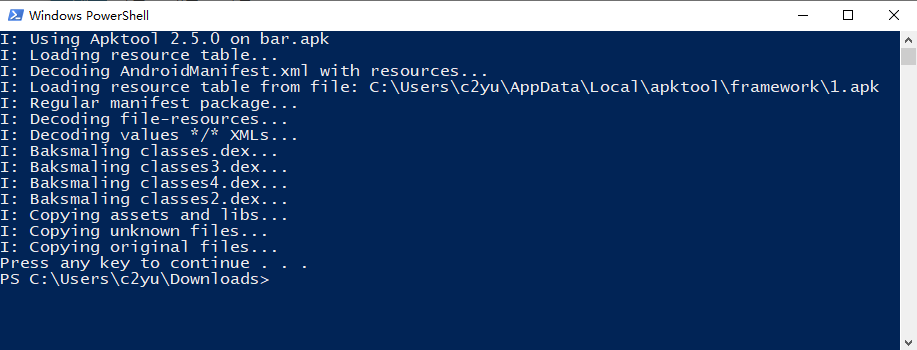 Windows PowerShell
I: Using Apktool 2.5.0 on bar.apk
I: Loading resource table...
I: Decoding AndroidManifest.xml with resources...
I: Loading resource table from file: C:\Users\c2yu\AppData\Local\apktool\framework\1.apk
I: Regular manifest package...
I: Decoding file-resources...
I: Decoding values */* XMLs...
I: Baksmaling classes.dex...
I: Baksmaling classes3.dex...
I: Baksmaling classes4.dex...
I: Baksmaling classes2.dex...
I: Copying assets and libs...
I: Copying unknown files...
I: Copying original files...
Press any key to continue . . .
PS C:\Users\c2yu\Downloads>